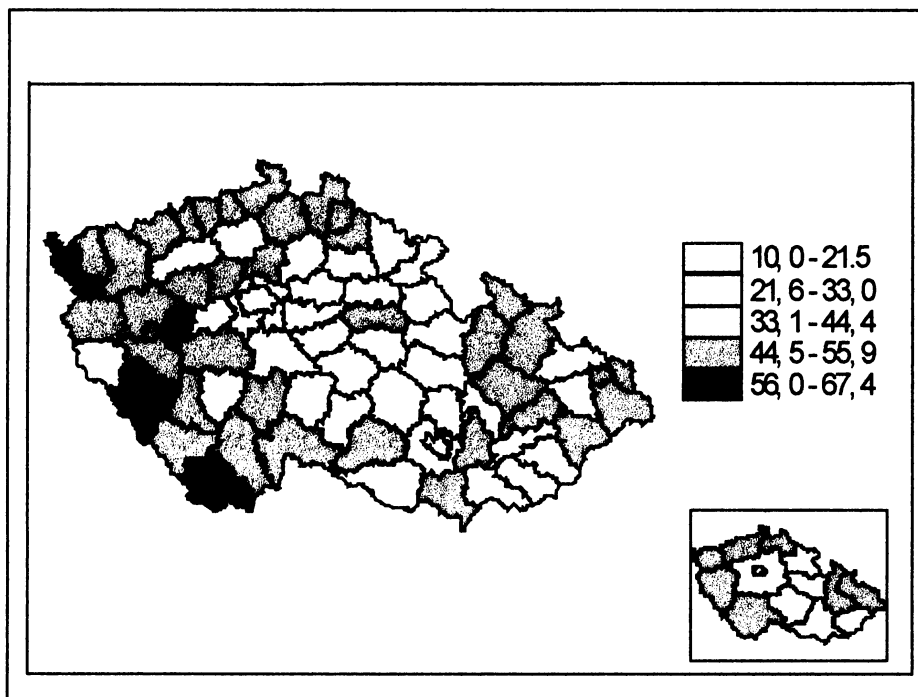 10, 0 - 21.5
21, 6 - 33, 0
33, 1 - 44, 4
44, 5 - 55, 9
56, 0 - 67, 4